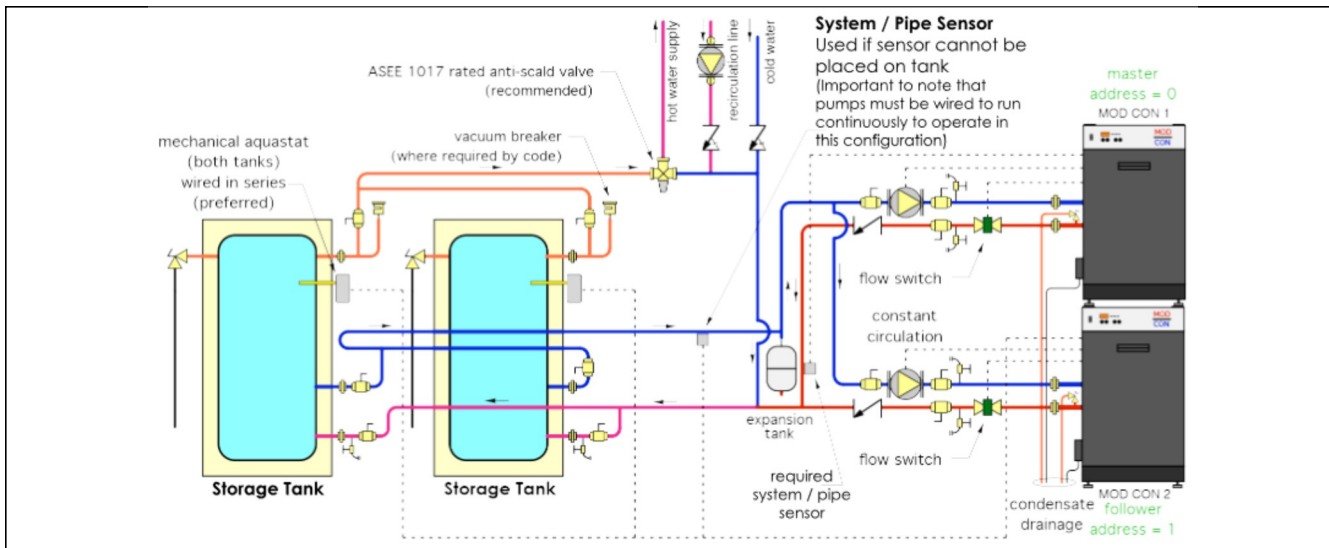 System / Pipe Sensor
Used if sensor cannot be
placed on tank
(Important to note that
pumps must be wired to run
continuously to operate in
this configuration)
hot water supply
recirculation line
cold water
ASEE 1017 rated anti-scald valve
(recommended)
master
address = 0
MOD CON 1
MOD
CON
mechanical aquastat
(both tanks)
wired in series
(preferred)
vacuum breaker
(where required by code)
flow switch
constant
circulation
MOD
CON
expansion
tank
flow switch
required
system / pipe
sensor
Storage Tank
Storage Tank
condensate
drainage
MOD CON 2
follower
address = 1